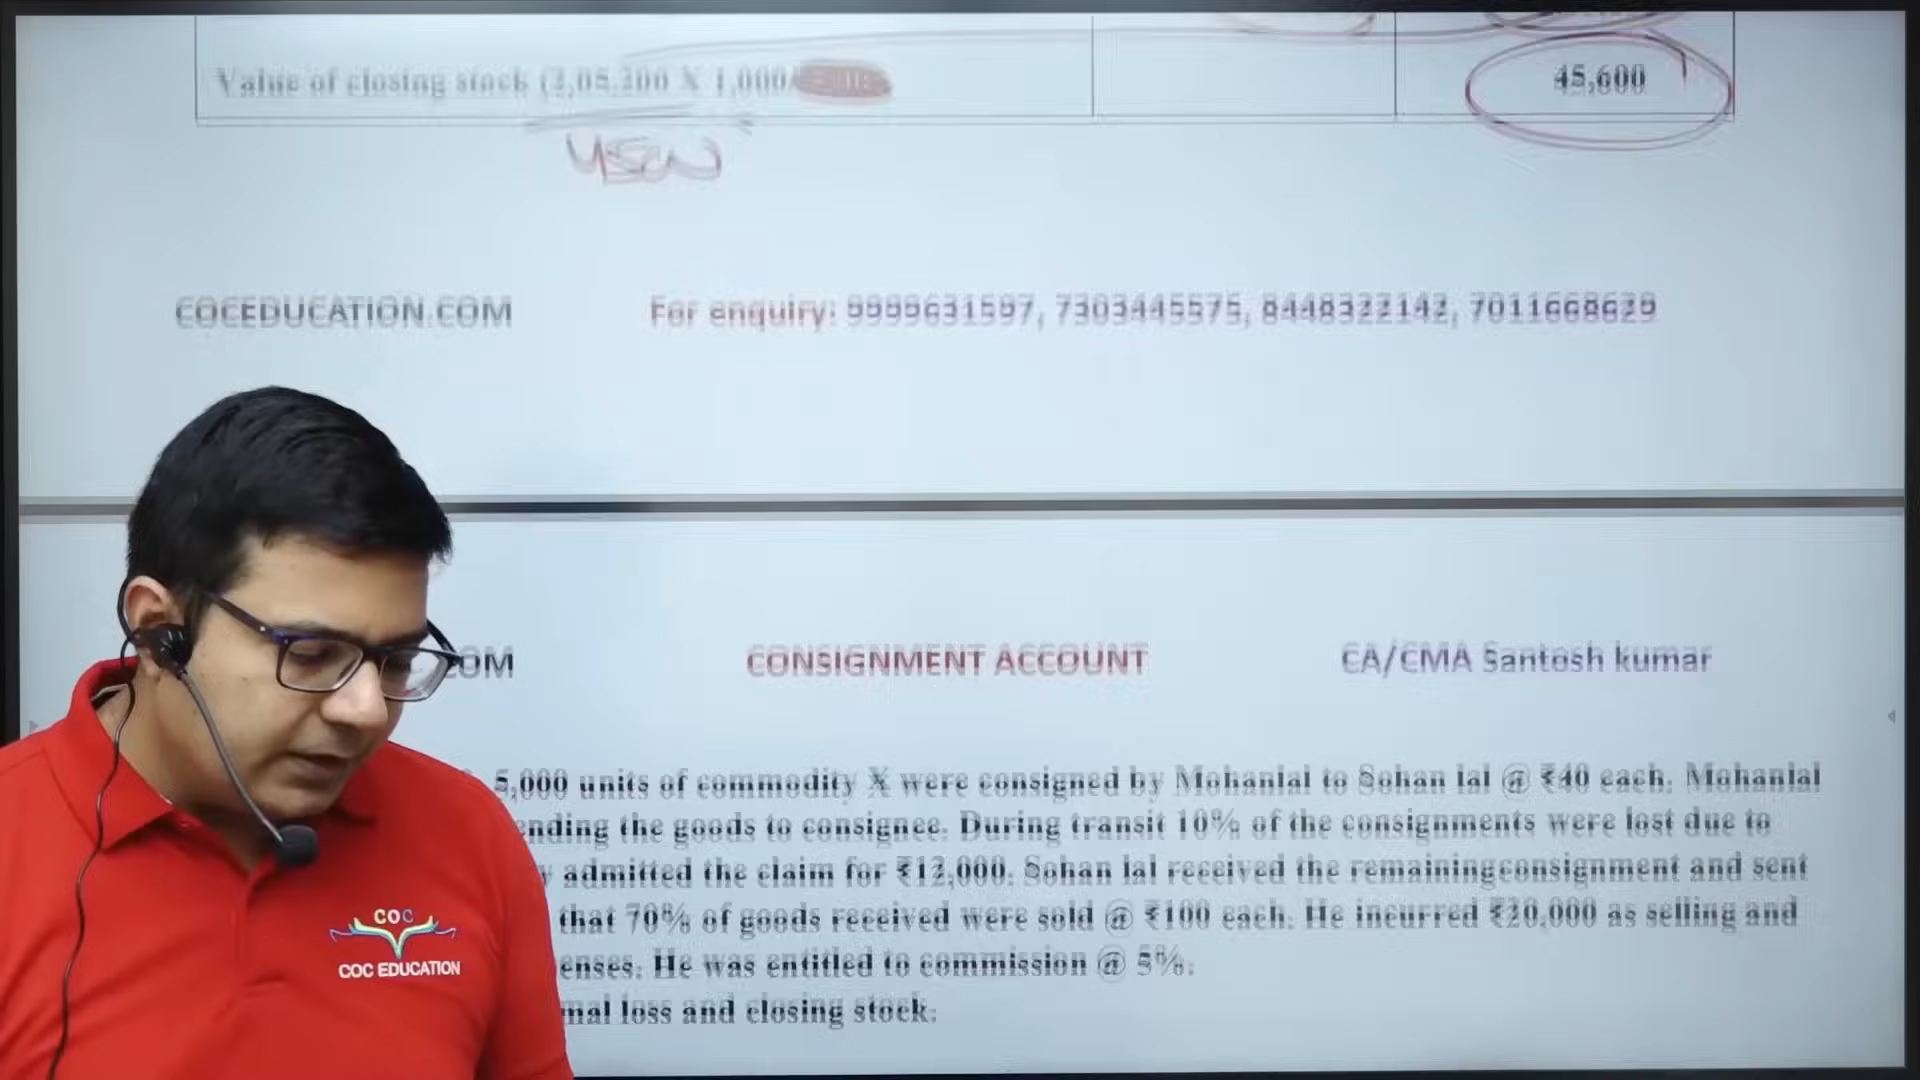 Value of closing stock (2,05,200 X 1,000
45,600
COCEDUCATION.COM
For enquiry: 9999631597, 7303445575, 8448322142, 7011668629
COM
CONSIGNMENT ACCOUNT
CA/CMA Santosh kumar
5,000 units of commodity X were consigned by Mohanlal to Sohan lal @ ₹40 each. Mohanlal
ending the goods to consignee. During transit 10% of the consignments were lost due to
admitted the claim for ₹12,000. Sohan lal received the remainingconsignment and sent
that 70% of goods received were sold @ ₹100 each. He incurred ₹20,000 as selling and
enses. He was entitled to commission @ 5%.
mal loss and closing stock.
COC
COC EDUCATION